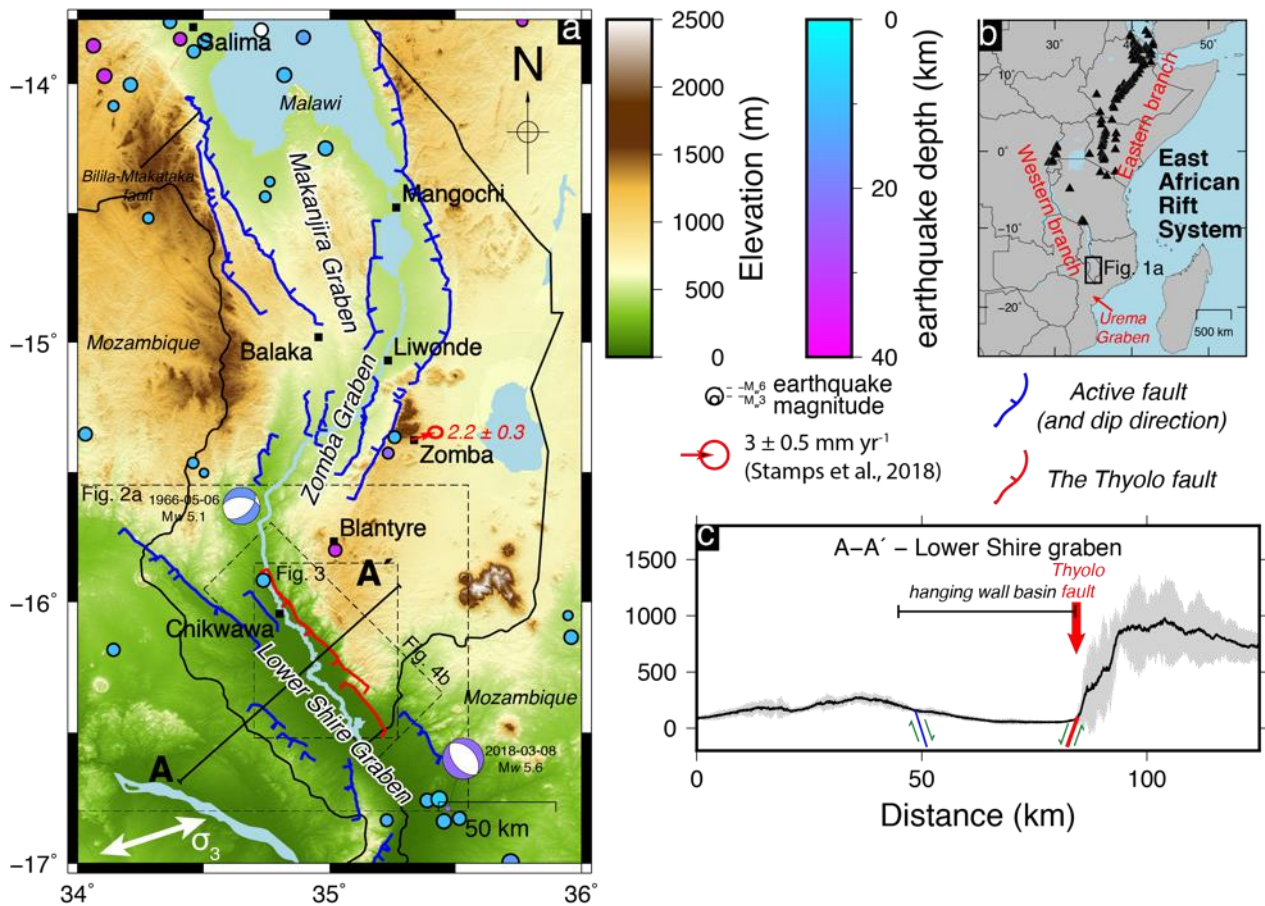 a
Salima
Malawi
N
Bilila-Mtakataka
fault
Makanjira Graben
Mangochi
Mozambique
Balaka
Liwonde
Zomba Graben
2.2 ± 0.3
Zomba
Fig. 2a
1966-05-06
Mw 5.1
Blantyre
Fig. 3
A´
Chikwawa
Fig. 4b
Lower Shire Graben
Mozambique
2018-03-08
Mw 5.6
A
50 km
σ3
−14˚
−15˚
−16˚
−17˚
34˚
35˚
36˚
2500
2000
1500
1000
500
0
Elevation (m)
0
20
40
earthquake depth (km)
Mw6
Mw3
earthquake
magnitude
3 ± 0.5 mm yr-1
(Stamps et al., 2018)
b
30˚
40˚
50˚
10˚
0˚
−10˚
−20˚
Western branch
Eastern branch
East
African
Rift
System
Fig. 1a
Urema
Graben
500 km
Active fault
(and dip direction)
The Thyolo fault
c
A−A´ − Lower Shire graben
Thyolo
fault
hanging wall basin
1500
1000
500
0
0
50
100
Distance (km)